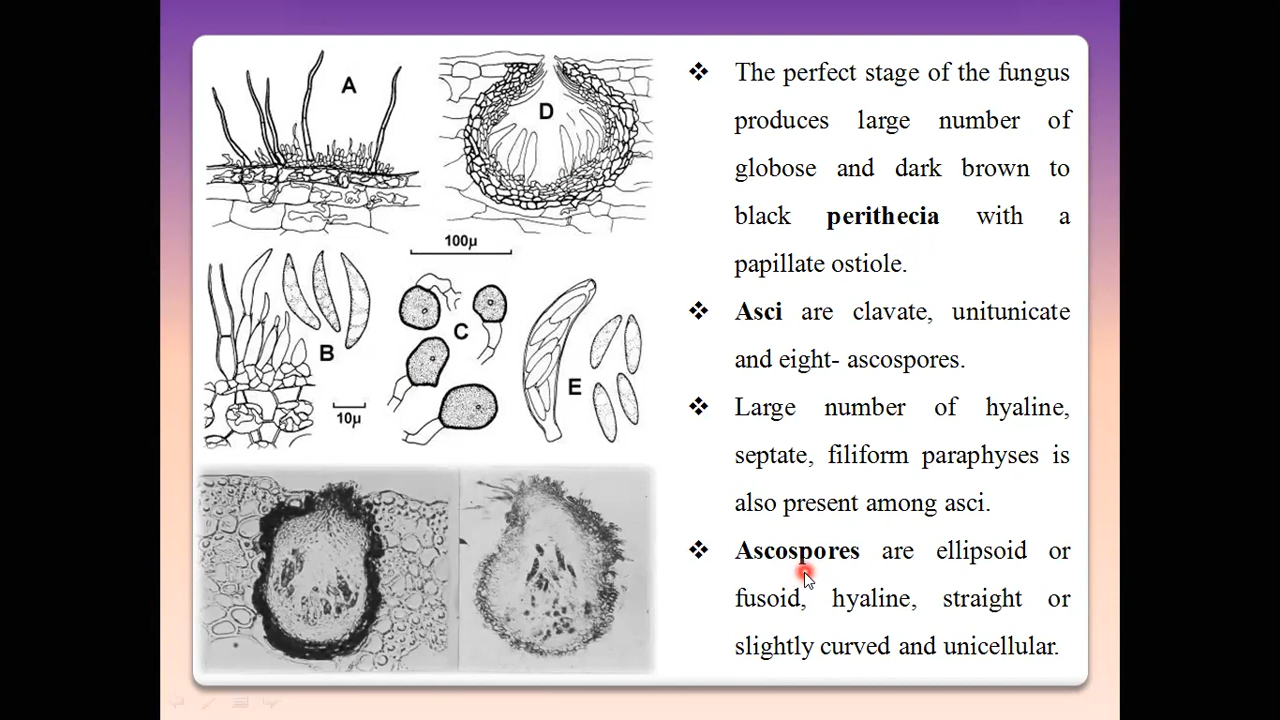 A
D
100µ
B
C
E
10µ
❖ The perfect stage of the fungus
produces large number of
globose and dark brown to
black perithecia with a
papillate ostiole.
❖ Asci are clavate, unitunicate
and eight- ascospores.
❖ Large number of hyaline,
septate, filiform paraphyses is
also present among asci.
❖ Ascospores are ellipsoid or
fusoid, hyaline, straight or
slightly curved and unicellular.